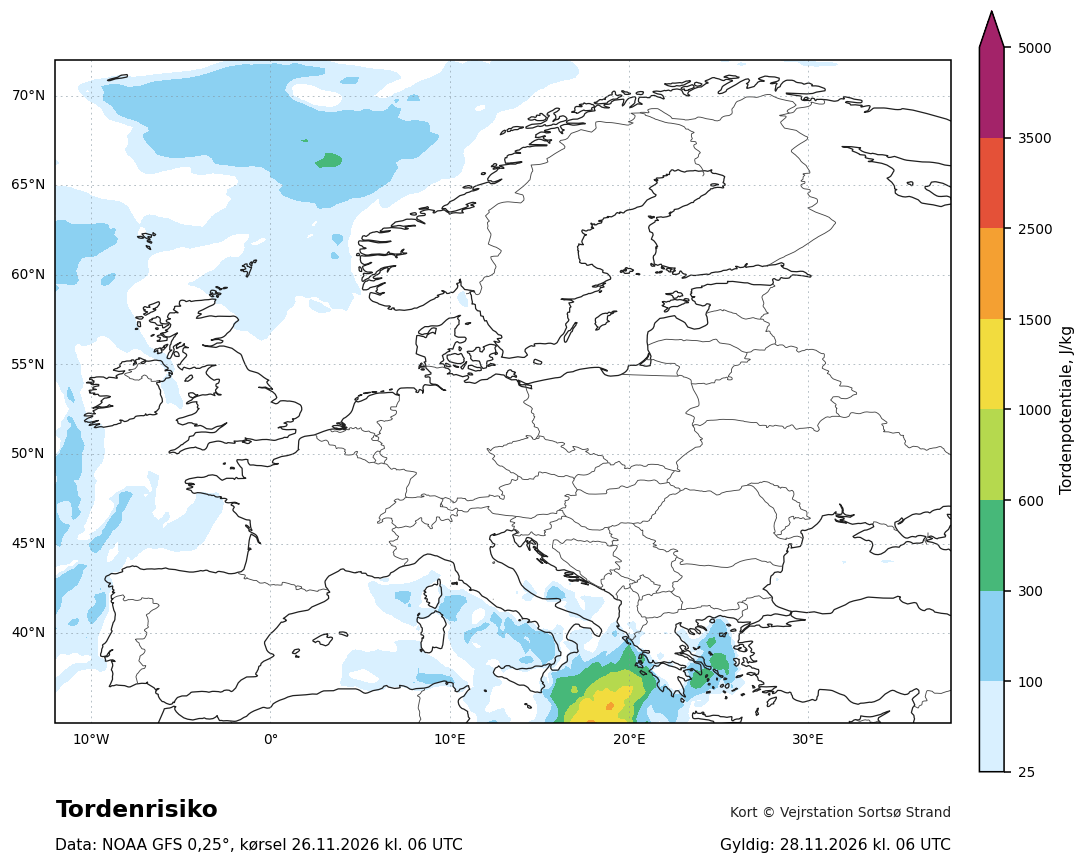 70°N
65°N
60°N
55°N
50°N
45°N
40°N
10°W
0°
10°E
20°E
30°E
5000
3500
2500
1500
1000
600
300
100
25
Tordenpotentiale, J/kg
Tordenrisiko
Kort © Vejrstation Sortsø Strand
Data: NOAA GFS 0,25°, kørsel 26.11.2026 kl. 06 UTC
Gyldig: 28.11.2026 kl. 06 UTC